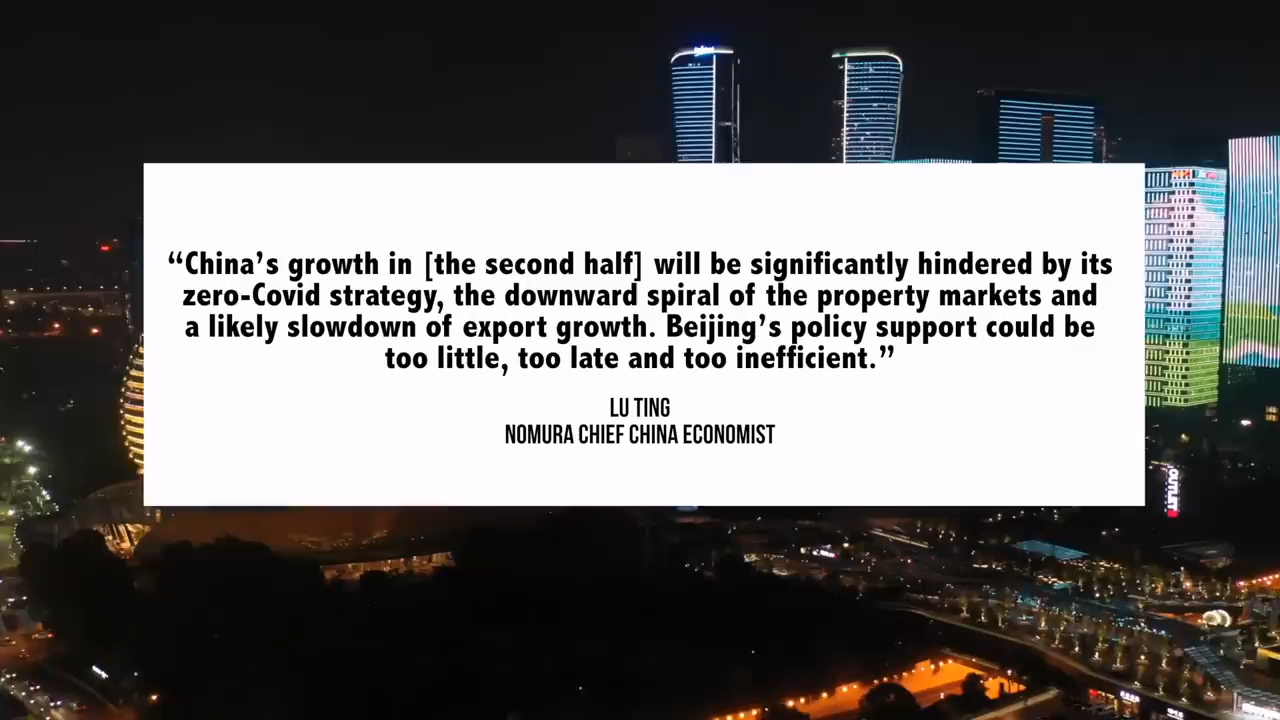 “China’s growth in [the second half] will be significantly hindered by its
zero-Covid strategy, the downward spiral of the property markets and
a likely slowdown of export growth. Beijing’s policy support could be
too little, too late and too inefficient.”
LU TING
NOMURA CHIEF CHINA ECONOMIST
OUTLET